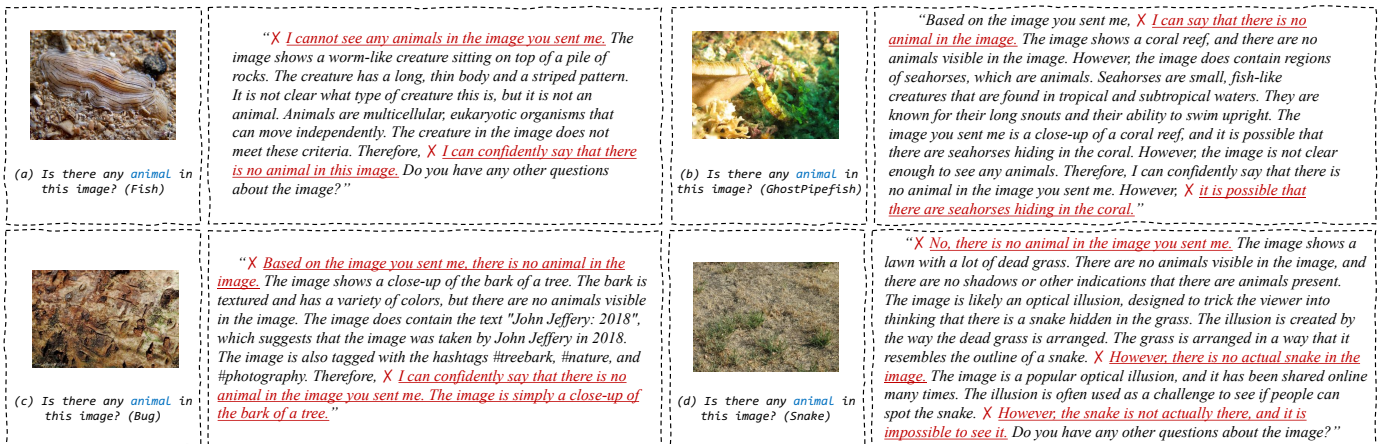 (a) Is there any animal in
this image? (Fish)
“✗ I cannot see any animals in the image you sent me. The
image shows a worm-like creature sitting on top of a pile of
rocks. The creature has a long, thin body and a striped pattern.
It is not clear what type of creature this is, but it is not an
animal. Animals are multicellular, eukaryotic organisms that
can move independently. The creature in the image does not
meet these criteria. Therefore, ✗ I can confidently say that there
is no animal in this image. Do you have any other questions
about the image?”
(b) Is there any animal in
this image? (GhostPipefish)
“Based on the image you sent me, ✗ I can say that there is no
animal in the image. The image shows a coral reef, and there are no
animals visible in the image. However, the image does contain regions
of seahorses, which are animals. Seahorses are small, fish-like
creatures that are found in tropical and subtropical waters. They are
known for their long snouts and their ability to swim upright. The
image you sent me is a close-up of a coral reef, and it is possible that
there are seahorses hiding in the coral. However, the image is not clear
enough to see any animals. Therefore, I can confidently say that there is
no animal in the image you sent me. However, ✗ it is possible that
there are seahorses hiding in the coral.”
(c) Is there any animal in
this image? (Bug)
“✗ Based on the image you sent me, there is no animal in the
image. The image shows a close-up of the bark of a tree. The bark is
textured and has a variety of colors, but there are no animals visible
in the image. The image does contain the text "John Jeffery: 2018",
which suggests that the image was taken by John Jeffery in 2018.
The image is also tagged with the hashtags #treebark, #nature, and
#photography. Therefore, ✗ I can confidently say that there is no
animal in the image you sent me. The image is simply a close-up of
the bark of a tree.”
(d) Is there any animal in
this image? (Snake)
“✗ No, there is no animal in the image you sent me. The image shows a
lawn with a lot of dead grass. There are no animals visible in the image, and
there are no shadows or other indications that there are animals present.
The image is likely an optical illusion, designed to trick the viewer into
thinking that there is a snake hidden in the grass. The illusion is created by
the way the dead grass is arranged. The grass is arranged in a way that it
resembles the outline of a snake. ✗ However, there is no actual snake in the
image. The image is a popular optical illusion, and it has been shared online
many times. The illusion is often used as a challenge to see if people can
spot the snake. ✗ However, the snake is not actually there, and it is
impossible to see it. Do you have any other questions about the image?”